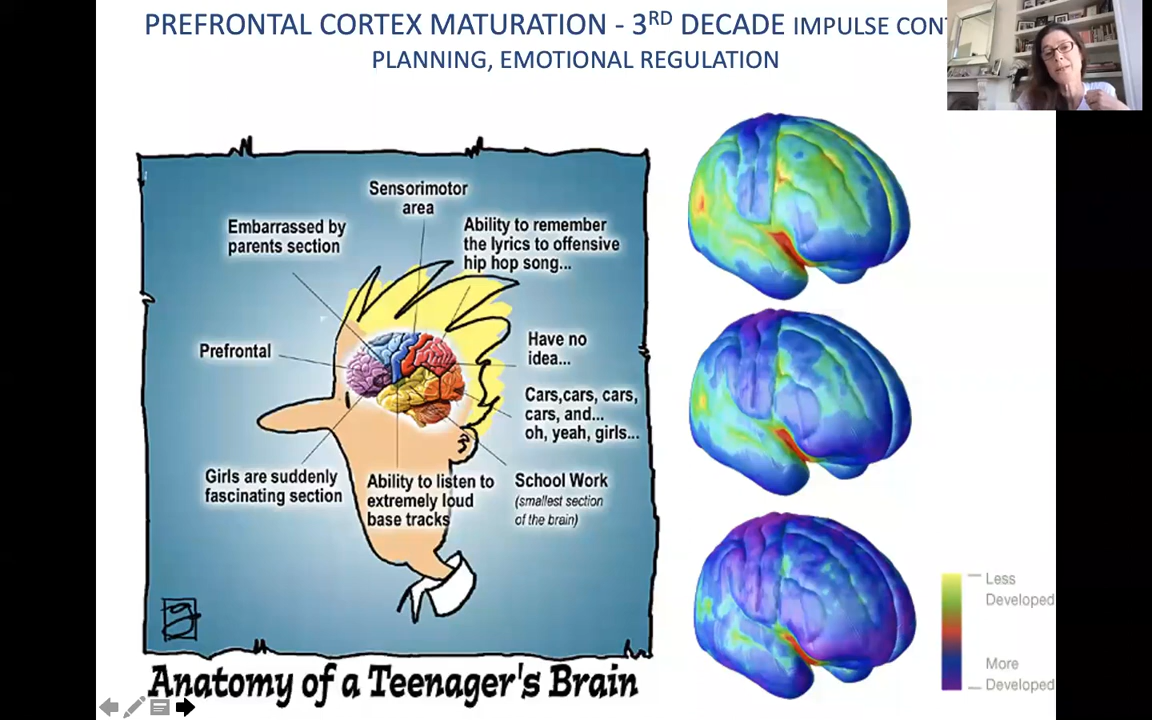 PREFRONTAL CORTEX MATURATION - 3RD DECADE IMPULSE CONT
PLANNING, EMOTIONAL REGULATION
Sensorimotor
area
Embarrassed by
parents section
Ability to remember
the lyrics to offensive
hip hop song...
Prefrontal
Have no
idea...
Cars,cars, cars,
cars, and...
oh, yeah, girls...
Girls are suddenly
fascinating section
Ability to listen to
extremely loud
base tracks
School Work
(smallest section
of the brain)
Anatomy of a Teenager's Brain
Less
Developed
More
Developed